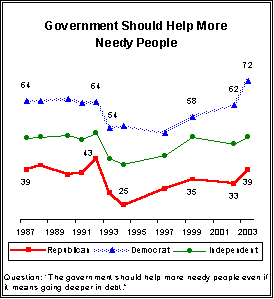 Government Should Help More
Needy People
72
64
64
62
58
54
43
39
39
35
33
25
1987 1989 1991 1993 1995 1997 1999 2001 2003
Republican Democrat Independent
Question: "The government should help more needy people even if
it means going deeper in debt."